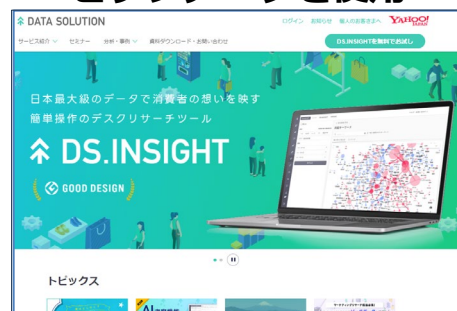 DATA SOLUTION
ログイン お知らせ 個人のお客さまへ YAHOO! JAPAN
サービス紹介 セミナー 分析・事例 資料ダウンロード・お問い合わせ DS.INSIGHTを無料でお試し
日本最大級のデータで消費者の想いを映す
簡単操作のデスクリサーチツール
DS.INSIGHT
GOOD DESIGN
トピックス